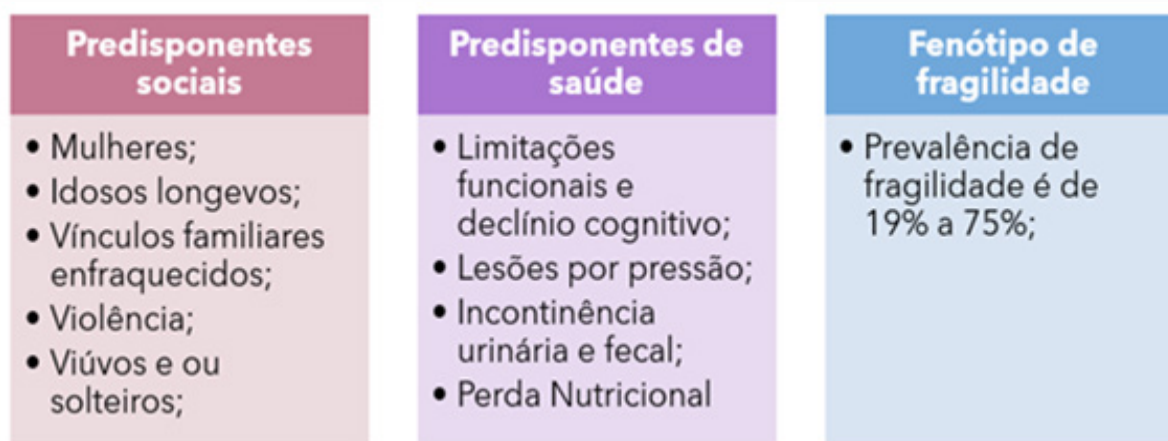 Predisponentes
sociais
• Mulheres;
• Idosos longevos;
• Vínculos familiares
enfraquecidos;
• Violência;
• Viúvos e ou
solteiros;
Predisponentes de
saúde
• Limitações
funcionais e
declínio cognitivo;
• Lesões por pressão;
• Incontinência
urinária e fecal;
• Perda Nutricional
Fenótipo de
fragilidade
• Prevalência de
fragilidade é de
19% a 75%;